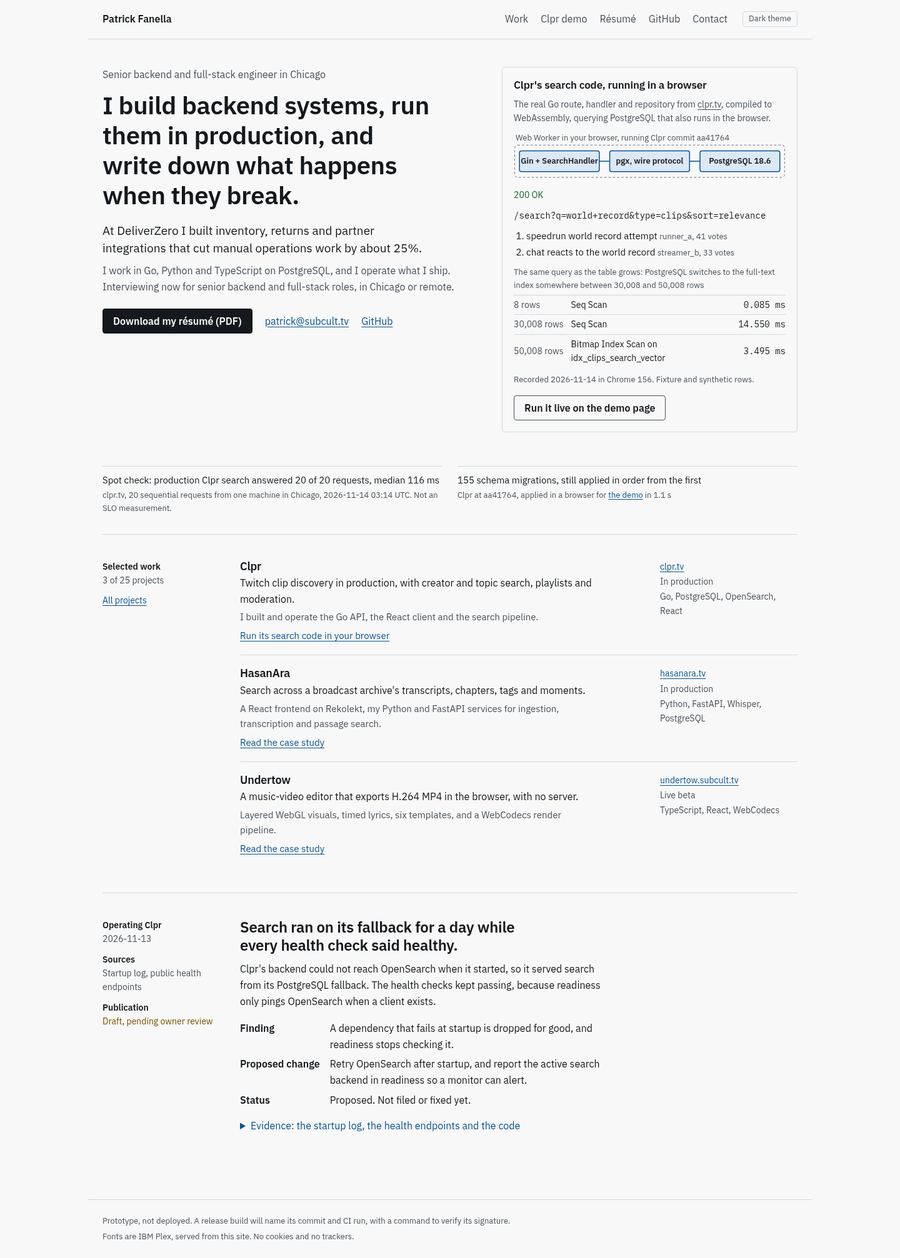 Patrick Fanella
Work Clpr demo Résumé GitHub Contact Dark theme
Senior backend and full-stack engineer in Chicago
I build backend systems, run
them in production, and
write down what happens
when they break.
At DeliverZero I built inventory, returns and partner
integrations that cut manual operations work by about 25%.
I work in Go, Python and TypeScript on PostgreSQL, and I operate what I ship.
Interviewing now for senior backend and full-stack roles, in Chicago or remote.
Download my résumé (PDF) patrick@subcult.tv GitHub
Clpr's search code, running in a browser
The real Go route, handler and repository from clpr.tv, compiled to
WebAssembly, querying PostgreSQL that also runs in the browser.
Web Worker in your browser, running Clpr commit aa41764
Gin + SearchHandler pgx, wire protocol PostgreSQL 18.6
200 OK
/search?q=world+record&type=clips&sort=relevance
1. speedrun world record attempt runner_a, 41 votes
2. chat reacts to the world record streamer_b, 33 votes
The same query as the table grows: PostgreSQL switches to the full-text
index somewhere between 30,008 and 50,008 rows
8 rows Seq Scan 0.085 ms
30,008 rows Seq Scan 14.550 ms
50,008 rows Bitmap Index Scan on
idx_clips_search_vector 3.495 ms
Recorded 2026-11-14 in Chrome 156. Fixture and synthetic rows.
Run it live on the demo page
Spot check: production Clpr search answered 20 of 20 requests, median 116 ms
clpr.tv, 20 sequential requests from one machine in Chicago, 2026-11-14 03:14 UTC. Not an
SLO measurement.
155 schema migrations, still applied in order from the first
Clpr at aa41764, applied in a browser for the demo in 1.1 s
Selected work
3 of 25 projects
All projects
Clpr
Twitch clip discovery in production, with creator and topic search, playlists and
moderation.
I built and operate the Go API, the React client and the search pipeline.
Run its search code in your browser
clpr.tv
In production
Go, PostgreSQL, OpenSearch,
React
HasanAra
Search across a broadcast archive's transcripts, chapters, tags and moments.
A React frontend on Rekolekt, my Python and FastAPI services for ingestion,
transcription and passage search.
Read the case study
hasanara.tv
In production
Python, FastAPI, Whisper,
PostgreSQL
Undertow
A music-video editor that exports H.264 MP4 in the browser, with no server.
Layered WebGL visuals, timed lyrics, six templates, and a WebCodecs render
pipeline.
Read the case study
undertow.subcult.tv
Live beta
TypeScript, React, WebCodecs
Operating Clpr
2026-11-13
Sources
Startup log, public health
endpoints
Publication
Draft, pending owner review
Search ran on its fallback for a day while
every health check said healthy.
Clpr's backend could not reach OpenSearch when it started, so it served search
from its PostgreSQL fallback. The health checks kept passing, because readiness
only pings OpenSearch when a client exists.
Finding A dependency that fails at startup is dropped for good, and
readiness stops checking it.
Proposed change Retry OpenSearch after startup, and report the active search
backend in readiness so a monitor can alert.
Status Proposed. Not filed or fixed yet.
Evidence: the startup log, the health endpoints and the code
Prototype, not deployed. A release build will name its commit and CI run, with a command to verify its signature.
Fonts are IBM Plex, served from this site. No cookies and no trackers.